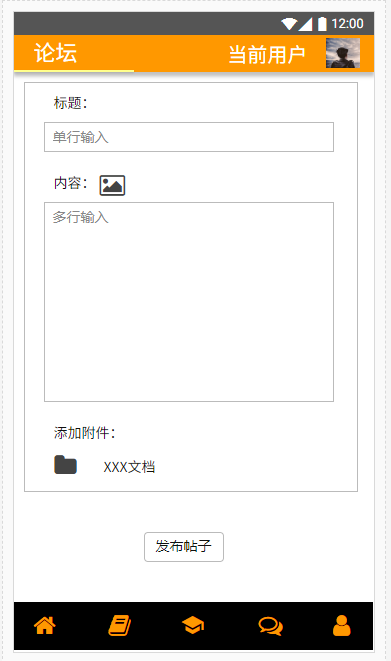 12:00
论坛 当前用户
标题：
单行输入
内容：
多行输入
添加附件：
XXX文档
发布帖子